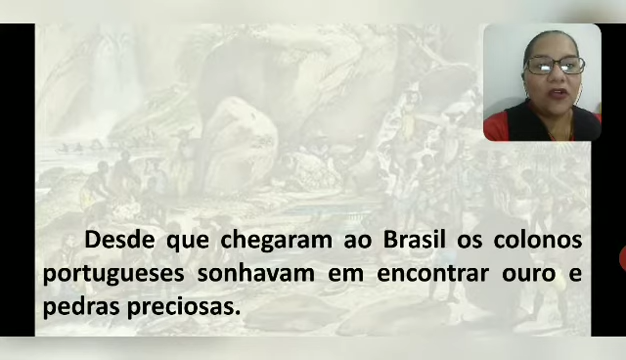 Desde que chegaram ao Brasil os colonos
portugueses sonhavam em encontrar ouro e
pedras preciosas.